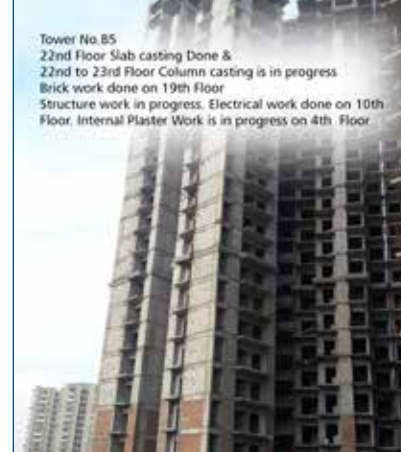 Tower No.B5
22nd Floor Slab casting Done &
22nd to 23rd Floor Column casting is in progress
Brick work done on 19th Floor
Structure work in progress. Electrical work done on 10th
Floor. Internal Plaster Work is in progress on 4th Floor